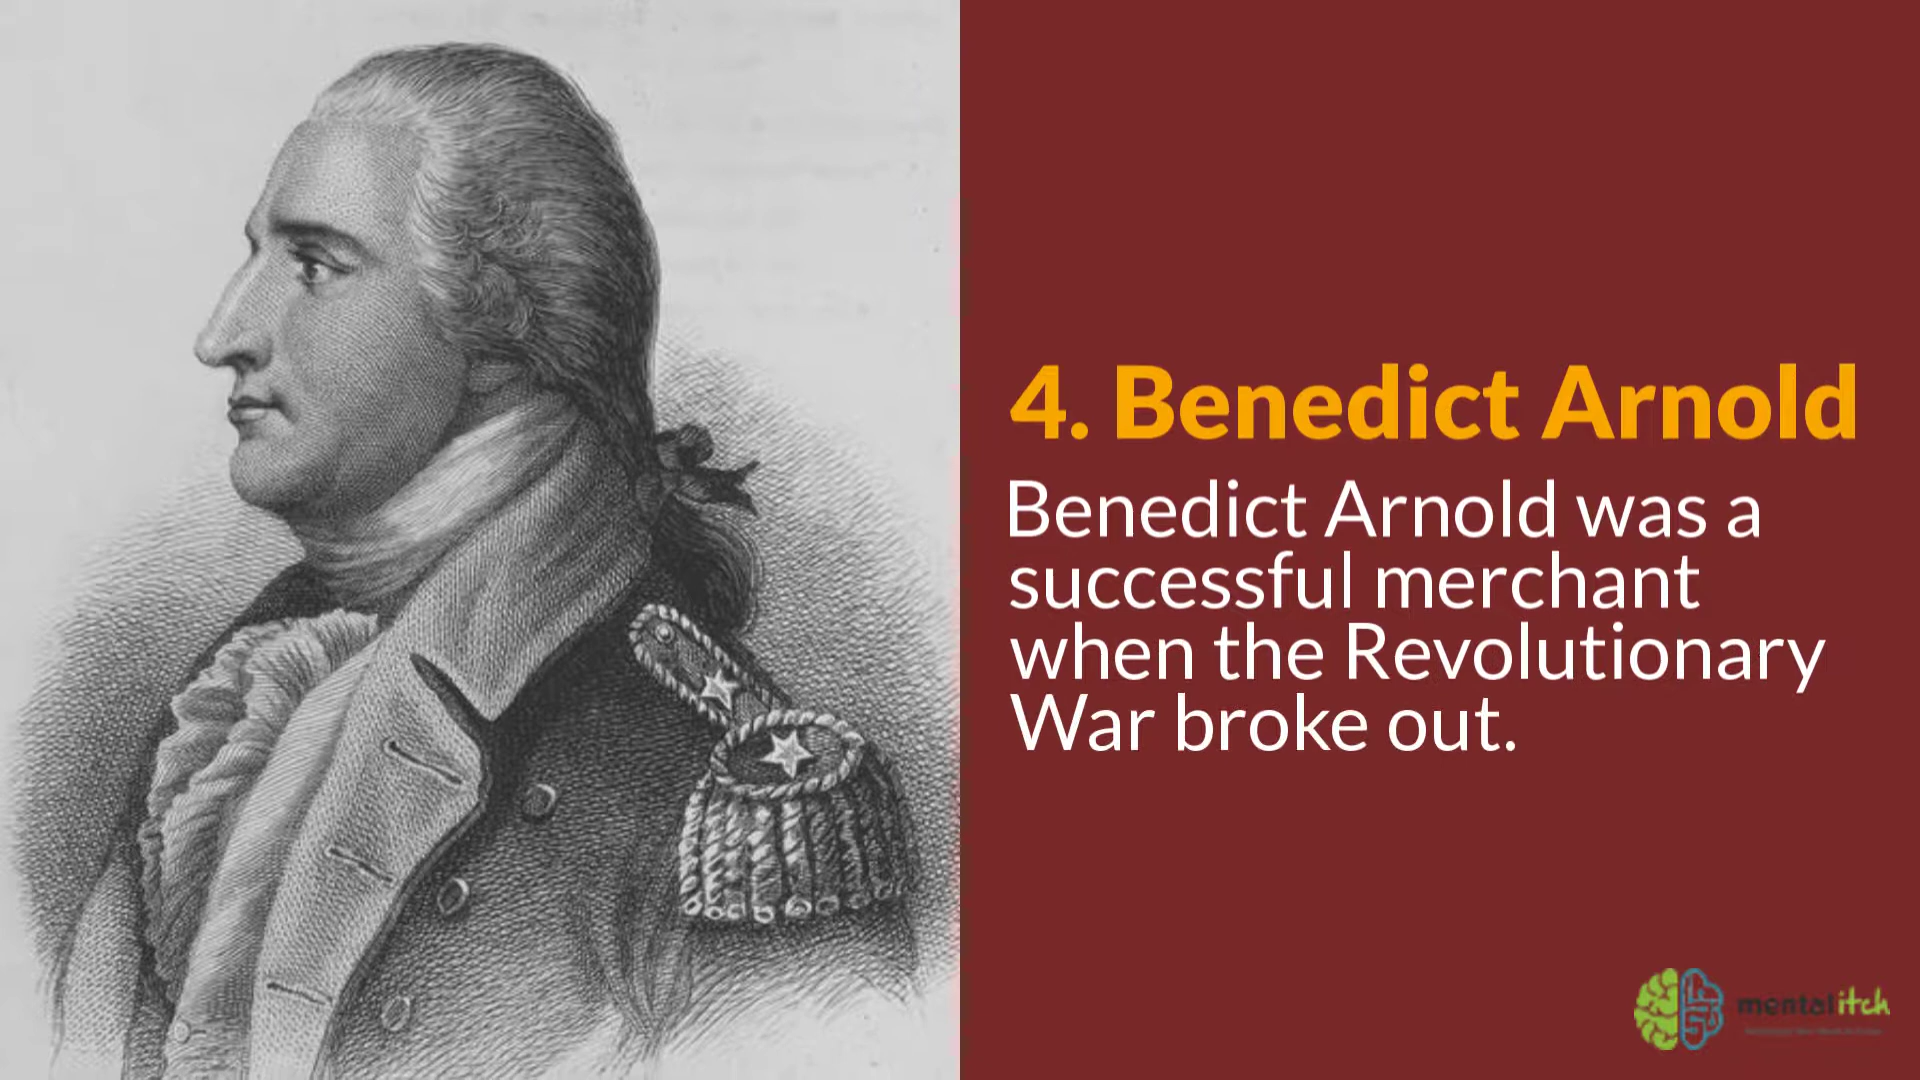 4. Benedict Arnold
Benedict Arnold was a
successful merchant
when the Revolutionary
War broke out.
mentalitch